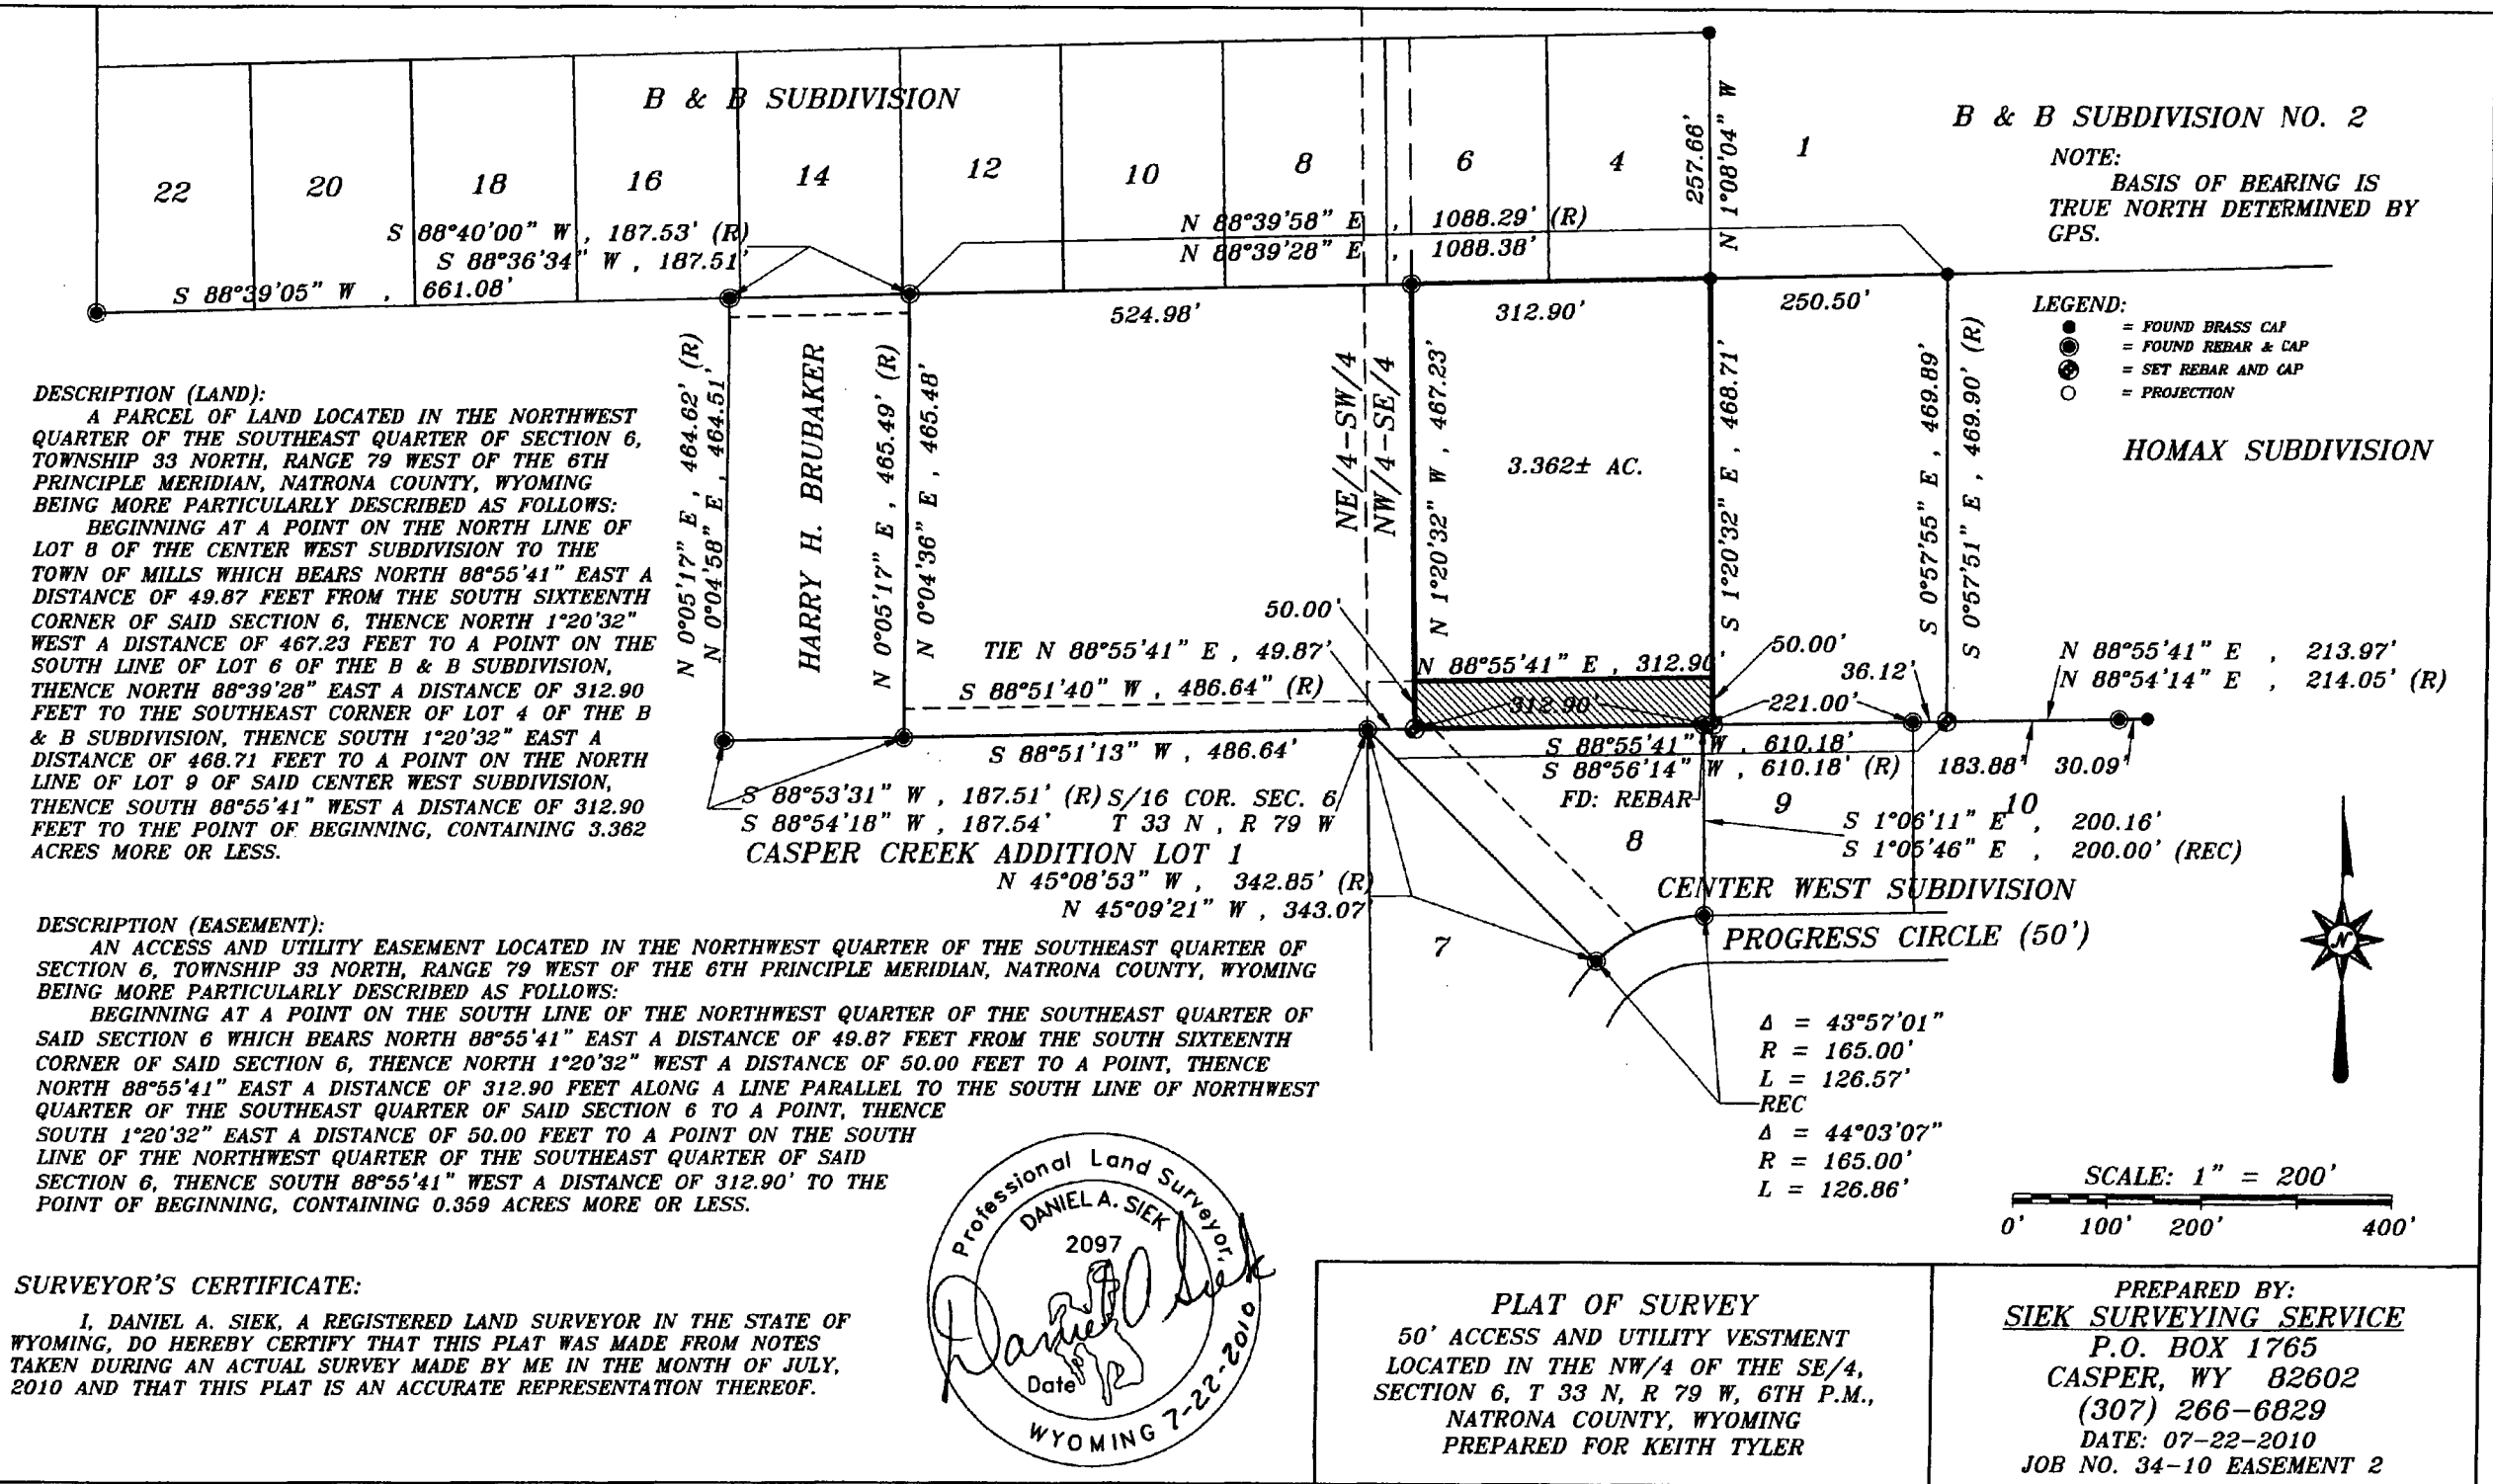 B & B SUBDIVISION
22
20
18
16
14
12
10
8
6
4
1
257.66'
N 1°08'04" W
B & B SUBDIVISION NO. 2
NOTE:
BASIS OF BEARING IS
TRUE NORTH DETERMINED BY
GPS.
S 88°40'00" W , 187.53' (R)
S 88°36'34" W , 187.51'
S 88°39'05" W , 661.08'
N 88°39'58" E , 1088.29' (R)
N 88°39'28" E , 1088.38'
524.98'
312.90'
250.50'
LEGEND:
= FOUND BRASS CAP
= FOUND REBAR & CAP
= SET REBAR AND CAP
= PROJECTION
HOMAX SUBDIVISION
N 0°05'17" E , 464.62' (R)
N 0°04'58" E , 464.51'
HARRY H. BRUBAKER
N 0°05'17" E , 465.49' (R)
N 0°04'36" E , 465.48'
NE/4-SW/4
NW/4-SE/4
N 1°20'32" W , 467.23'
3.362± AC.
S 1°20'32" E , 468.71'
S 0°57'55" E , 469.89'
S 0°57'51" E , 469.90' (R)
DESCRIPTION (LAND):
A PARCEL OF LAND LOCATED IN THE NORTHWEST
QUARTER OF THE SOUTHEAST QUARTER OF SECTION 6,
TOWNSHIP 33 NORTH, RANGE 79 WEST OF THE 6TH
PRINCIPLE MERIDIAN, NATRONA COUNTY, WYOMING
BEING MORE PARTICULARLY DESCRIBED AS FOLLOWS:
BEGINNING AT A POINT ON THE NORTH LINE OF
LOT 8 OF THE CENTER WEST SUBDIVISION TO THE
TOWN OF MILLS WHICH BEARS NORTH 88°55'41" EAST A
DISTANCE OF 49.87 FEET FROM THE SOUTH SIXTEENTH
CORNER OF SAID SECTION 6, THENCE NORTH 1°20'32"
WEST A DISTANCE OF 467.23 FEET TO A POINT ON THE
SOUTH LINE OF LOT 6 OF THE B & B SUBDIVISION,
THENCE NORTH 88°39'28" EAST A DISTANCE OF 312.90
FEET TO THE SOUTHEAST CORNER OF LOT 4 OF THE B
& B SUBDIVISION, THENCE SOUTH 1°20'32" EAST A
DISTANCE OF 468.71 FEET TO A POINT ON THE NORTH
LINE OF LOT 9 OF SAID CENTER WEST SUBDIVISION,
THENCE SOUTH 88°55'41" WEST A DISTANCE OF 312.90
FEET TO THE POINT OF BEGINNING, CONTAINING 3.362
ACRES MORE OR LESS.
50.00'
TIE N 88°55'41" E , 49.87'
S 88°51'40" W , 486.64" (R)
S 88°51'13" W , 486.64'
N 88°55'41" E , 312.90'
312.90'
50.00'
36.12'
221.00'
N 88°55'41" E , 213.97'
N 88°54'14" E , 214.05' (R)
S 88°55'41" W , 610.18'
S 88°56'14" W , 610.18' (R)
183.88'
30.09'
S 88°53'31" W , 187.51' (R)
S 88°54'18" W , 187.54'
S/16 COR. SEC. 6
T 33 N , R 79 W
FD: REBAR
9
10
8
S 1°06'11" E , 200.16'
S 1°05'46" E , 200.00' (REC)
CASPER CREEK ADDITION LOT 1
N 45°08'53" W , 342.85' (R)
N 45°09'21" W , 343.07
CENTER WEST SUBDIVISION
PROGRESS CIRCLE (50')
7
DESCRIPTION (EASEMENT):
AN ACCESS AND UTILITY EASEMENT LOCATED IN THE NORTHWEST QUARTER OF THE SOUTHEAST QUARTER OF
SECTION 6, TOWNSHIP 33 NORTH, RANGE 79 WEST OF THE 6TH PRINCIPLE MERIDIAN, NATRONA COUNTY, WYOMING
BEING MORE PARTICULARLY DESCRIBED AS FOLLOWS:
BEGINNING AT A POINT ON THE SOUTH LINE OF THE NORTHWEST QUARTER OF THE SOUTHEAST QUARTER OF
SAID SECTION 6 WHICH BEARS NORTH 88°55'41" EAST A DISTANCE OF 49.87 FEET FROM THE SOUTH SIXTEENTH
CORNER OF SAID SECTION 6, THENCE NORTH 1°20'32" WEST A DISTANCE OF 50.00 FEET TO A POINT, THENCE
NORTH 88°55'41" EAST A DISTANCE OF 312.90 FEET ALONG A LINE PARALLEL TO THE SOUTH LINE OF NORTHWEST
QUARTER OF THE SOUTHEAST QUARTER OF SAID SECTION 6 TO A POINT, THENCE
SOUTH 1°20'32" EAST A DISTANCE OF 50.00 FEET TO A POINT ON THE SOUTH
LINE OF THE NORTHWEST QUARTER OF THE SOUTHEAST QUARTER OF SAID
SECTION 6, THENCE SOUTH 88°55'41" WEST A DISTANCE OF 312.90' TO THE
POINT OF BEGINNING, CONTAINING 0.359 ACRES MORE OR LESS.
Δ = 43°57'01"
R = 165.00'
L = 126.57'
REC
Δ = 44°03'07"
R = 165.00'
L = 126.86'
N
SCALE: 1" = 200'
0' 100' 200' 400'
Professional Land Surveyor,
DANIEL A. SIEK
2097
Daniel A Siek
Date
WYOMING 7-22-2010
SURVEYOR'S CERTIFICATE:
I, DANIEL A. SIEK, A REGISTERED LAND SURVEYOR IN THE STATE OF
WYOMING, DO HEREBY CERTIFY THAT THIS PLAT WAS MADE FROM NOTES
TAKEN DURING AN ACTUAL SURVEY MADE BY ME IN THE MONTH OF JULY,
2010 AND THAT THIS PLAT IS AN ACCURATE REPRESENTATION THEREOF.
PLAT OF SURVEY
50' ACCESS AND UTILITY VESTMENT
LOCATED IN THE NW/4 OF THE SE/4,
SECTION 6, T 33 N, R 79 W, 6TH P.M.,
NATRONA COUNTY, WYOMING
PREPARED FOR KEITH TYLER
PREPARED BY:
SIEK SURVEYING SERVICE
P.O. BOX 1765
CASPER, WY 82602
(307) 266-6829
DATE: 07-22-2010
JOB NO. 34-10 EASEMENT 2